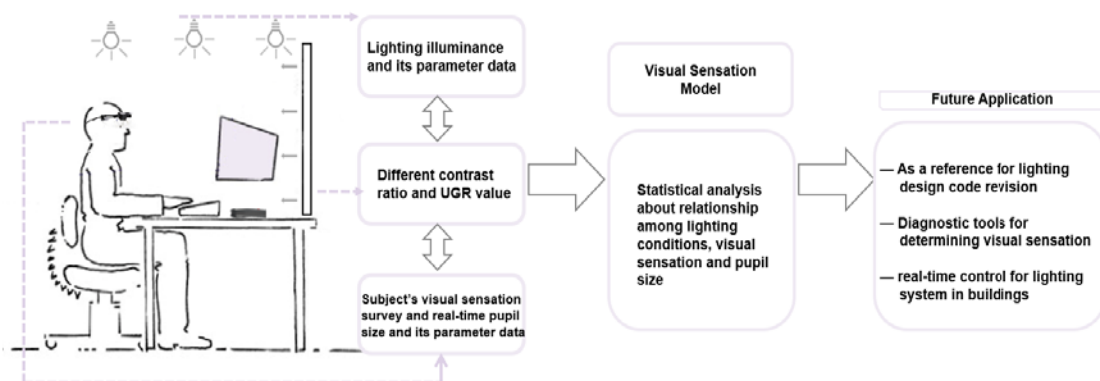 Lighting illuminance
and its parameter data
Different contrast
ratio and UGR value
Subject's visual sensation
survey and real-time pupil
size and its parameter data
Visual Sensation
Model
Statistical analysis
about relationship
among lighting
conditions, visual
sensation and pupil
size
Future Application
— As a reference for lighting
design code revision
— Diagnostic tools for
determining visual sensation
— real-time control for lighting
system in buildings